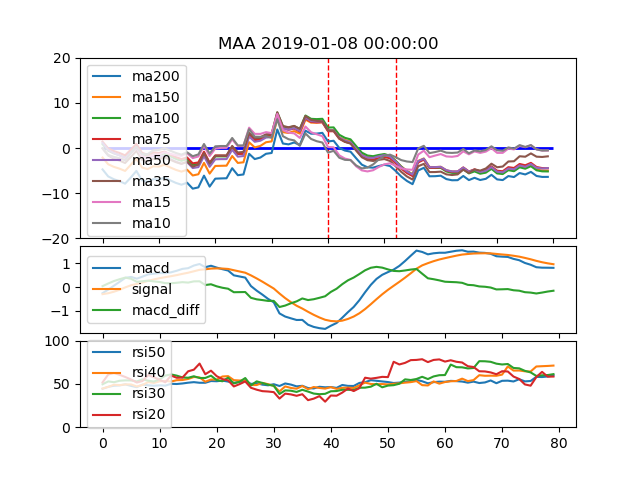 MAA 2019-01-08 00:00:00
20
10
0
−10
−20
ma200
ma150
ma100
ma75
ma50
ma35
ma15
ma10
1
0
−1
macd
signal
macd_diff
100
50
0
rsi50
rsi40
rsi30
rsi20
0 10 20 30 40 50 60 70 80